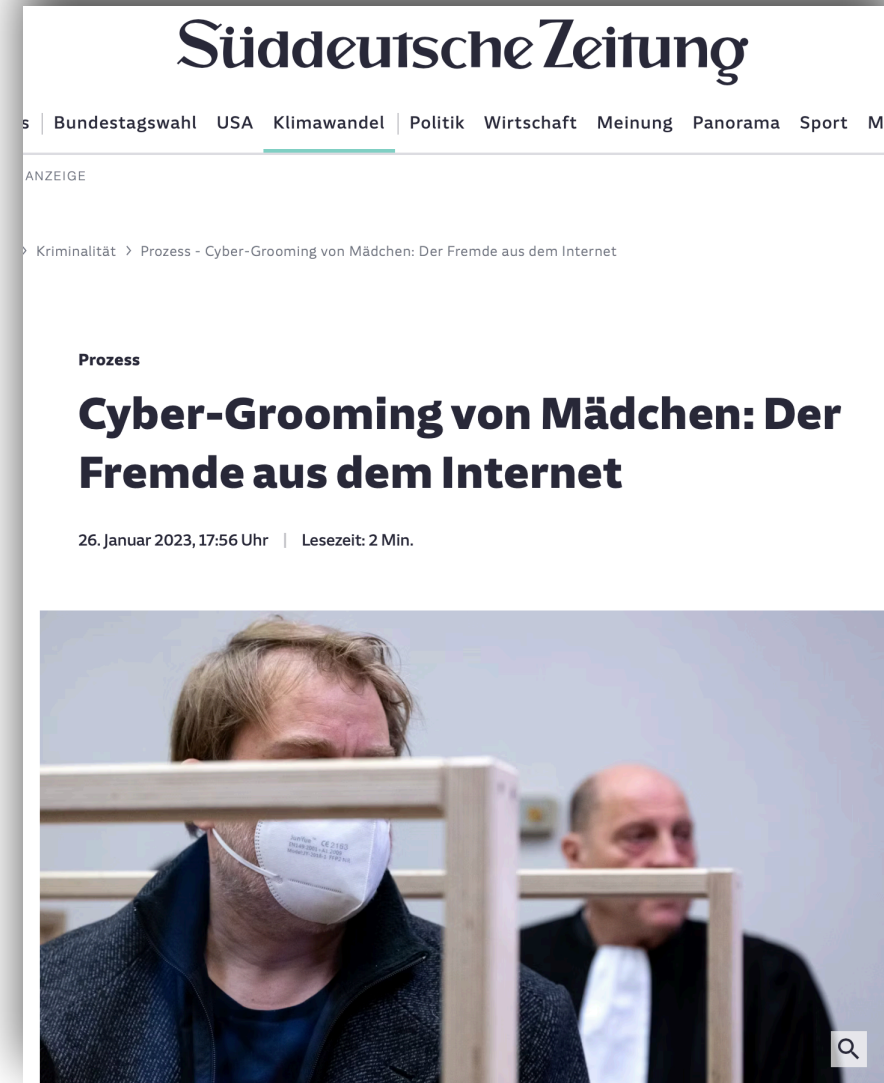 Süddeutsche Zeitung
s | Bundestagswahl USA Klimawandel | Politik Wirtschaft Meinung Panorama Sport M
ANZEIGE
> Kriminalität > Prozess - Cyber-Grooming von Mädchen: Der Fremde aus dem Internet
Prozess
Cyber-Grooming von Mädchen: Der
Fremde aus dem Internet
26. Januar 2023, 17:56 Uhr | Lesezeit: 2 Min.
CE 2163